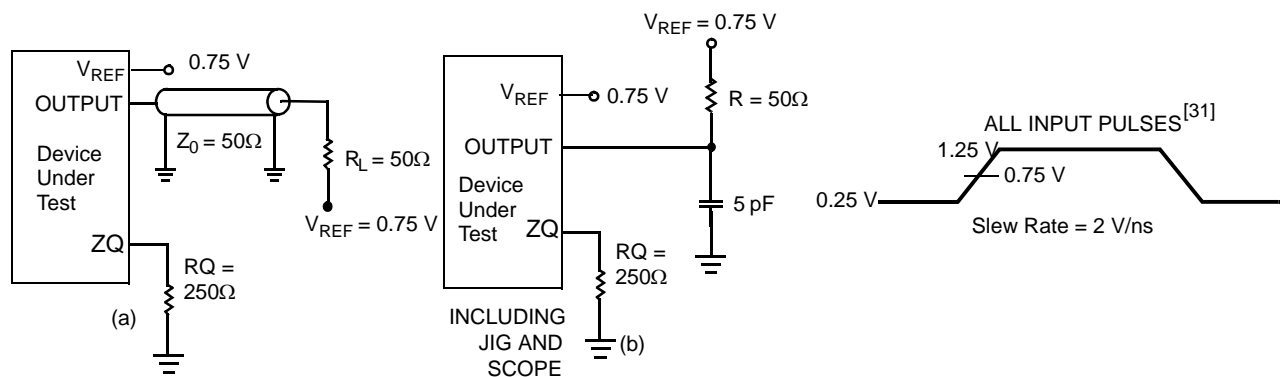 V_REF 0.75 V
OUTPUT
Z_0 = 50Ω
Device
Under
Test
R_L = 50Ω
V_REF = 0.75 V
ZQ
RQ =
250Ω
(a)
V_REF = 0.75 V
V_REF 0.75 V
R = 50Ω
OUTPUT
Device
Under
Test
5 pF
ZQ
RQ =
250Ω
INCLUDING
JIG AND
SCOPE
(b)
ALL INPUT PULSES[31]
1.25 V
0.75 V
0.25 V
Slew Rate = 2 V/ns